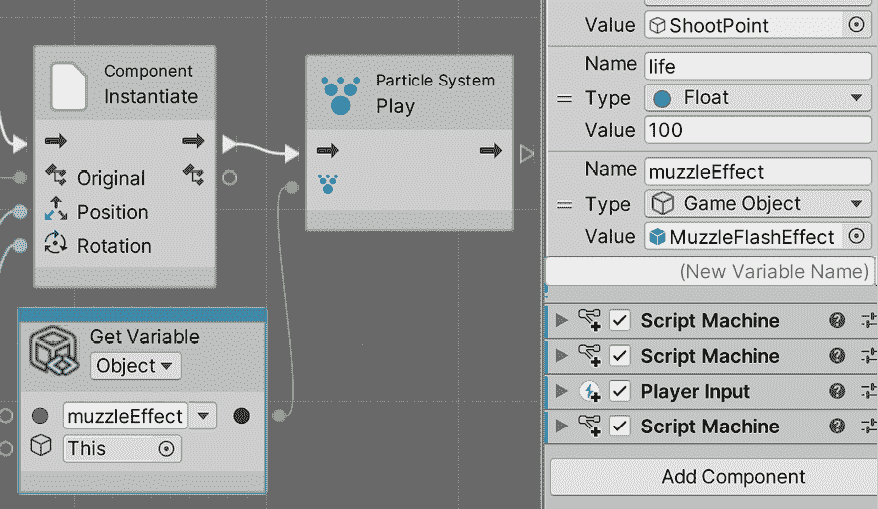 Component
Instantiate
Original
Position
Rotation
Particle System
Play
Get Variable
Object
muzzleEffect
This
Value ShootPoint
Name life
Type Float
Value 100
Name muzzleEffect
Type Game Object
Value MuzzleFlashEffect
(New Variable Name)
Script Machine
Script Machine
Player Input
Script Machine
Add Component